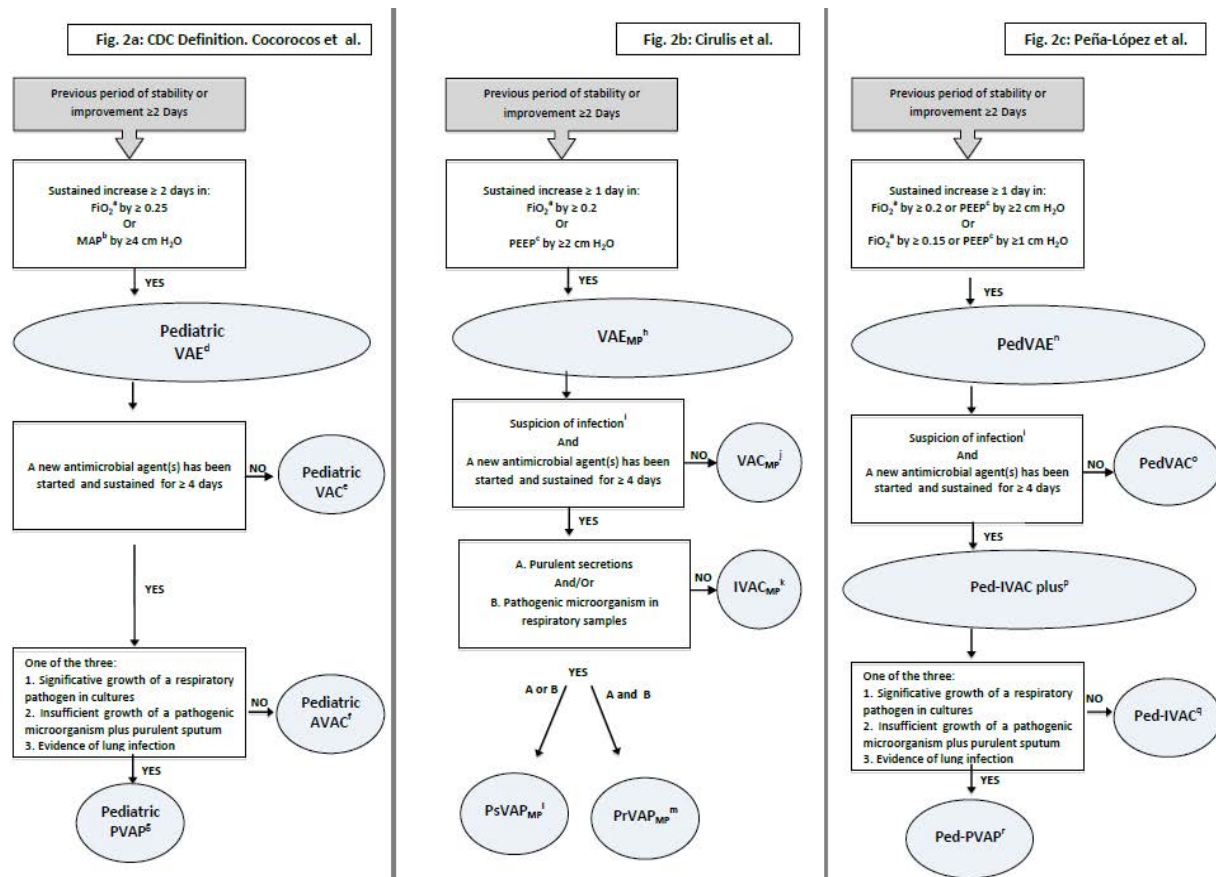 Fig. 2a: CDC Definition. Cocorocos et al.
Previous period of stability or
improvement ≥2 Days
Sustained increase ≥ 2 days in:
FiO₂ᵃ by ≥ 0.25
Or
MAPᵇ by ≥4 cm H₂O
YES
Pediatric
VAEᵈ
A new antimicrobial agent(s) has been
started and sustained for ≥ 4 days
NO
Pediatric
VACᵉ
YES
One of the three:
1. Significative growth of a respiratory
pathogen in cultures
2. Insufficient growth of a pathogenic
microorganism plus purulent sputum
3. Evidence of lung infection
NO
Pediatric
AVACᶠ
YES
Pediatric
PVAPᵍ
Fig. 2b: Cirulis et al.
Previous period of stability or
improvement ≥2 Days
Sustained increase ≥ 1 day in:
FiO₂ᵃ by ≥ 0.2
Or
PEEPᶜ by ≥2 cm H₂O
YES
VAE_MPʰ
Suspicion of infectionⁱ
And
A new antimicrobial agent(s) has been
started and sustained for ≥ 4 days
NO
VAC_MPʲ
YES
A. Purulent secretions
And/Or
B. Pathogenic microorganism in
respiratory samples
NO
IVAC_MPᵏ
YES
A or B
A and B
PsVAP_MPˡ
PrVAP_MPᵐ
Fig. 2c: Peña-López et al.
Previous period of stability or
improvement ≥2 Days
Sustained increase ≥ 1 day in:
FiO₂ᵃ by ≥ 0.2 or PEEPᶜ by ≥2 cm H₂O
Or
FiO₂ᵃ by ≥ 0.15 or PEEPᶜ by ≥1 cm H₂O
YES
PedVAEⁿ
Suspicion of infectionⁱ
And
A new antimicrobial agent(s) has been
started and sustained for ≥ 4 days
NO
PedVACᵒ
YES
Ped-IVAC plusᵖ
One of the three:
1. Significative growth of a respiratory
pathogen in cultures
2. Insufficient growth of a pathogenic
microorganism plus purulent sputum
3. Evidence of lung infection
NO
Ped-IVAC^q
YES
Ped-PVAPʳ